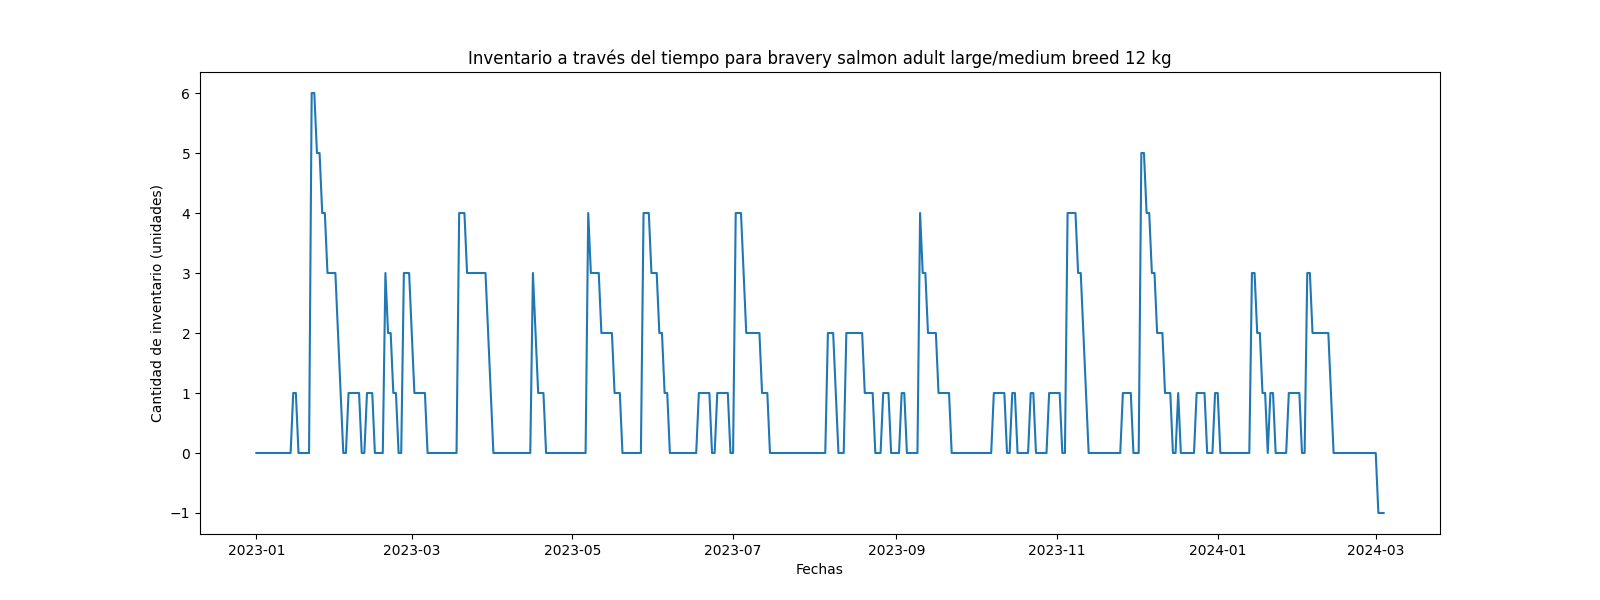 Inventario a través del tiempo para bravery salmon adult large/medium breed 12 kg
Cantidad de inventario (unidades)
6
5
4
3
2
1
0
−1
2023-01 2023-03 2023-05 2023-07 2023-09 2023-11 2024-01 2024-03
Fechas